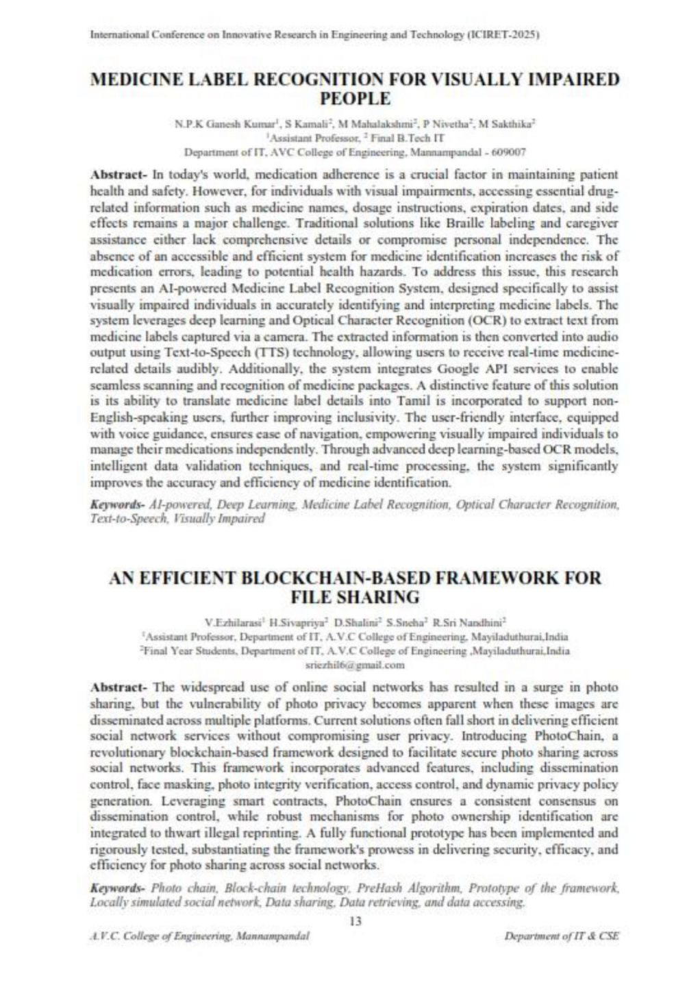 International Conference on Innovative Research in Engineering and Technology (ICIRET-2025)
MEDICINE LABEL RECOGNITION FOR VISUALLY IMPAIRED
PEOPLE
N.P.K Ganesh Kumar¹, S Kamali², M Mahalakshmi², P Nivetha², M Sakthika²
¹Assistant Professor, ² Final B.Tech IT
Department of IT, AVC College of Engineering, Mannampandal - 609007
Abstract- In today's world, medication adherence is a crucial factor in maintaining patient
health and safety. However, for individuals with visual impairments, accessing essential drug-
related information such as medicine names, dosage instructions, expiration dates, and side
effects remains a major challenge. Traditional solutions like Braille labeling and caregiver
assistance either lack comprehensive details or compromise personal independence. The
absence of an accessible and efficient system for medicine identification increases the risk of
medication errors, leading to potential health hazards. To address this issue, this research
presents an AI-powered Medicine Label Recognition System, designed specifically to assist
visually impaired individuals in accurately identifying and interpreting medicine labels. The
system leverages deep learning and Optical Character Recognition (OCR) to extract text from
medicine labels captured via a camera. The extracted information is then converted into audio
output using Text-to-Speech (TTS) technology, allowing users to receive real-time medicine-
related details audibly. Additionally, the system integrates Google API services to enable
seamless scanning and recognition of medicine packages. A distinctive feature of this solution
is its ability to translate medicine label details into Tamil is incorporated to support non-
English-speaking users, further improving inclusivity. The user-friendly interface, equipped
with voice guidance, ensures ease of navigation, empowering visually impaired individuals to
manage their medications independently. Through advanced deep learning-based OCR models,
intelligent data validation techniques, and real-time processing, the system significantly
improves the accuracy and efficiency of medicine identification.
Keywords- AI-powered, Deep Learning, Medicine Label Recognition, Optical Character Recognition,
Text-to-Speech, Visually Impaired
AN EFFICIENT BLOCKCHAIN-BASED FRAMEWORK FOR
FILE SHARING
V.Ezhilarasi¹ H.Sivapriya² D.Shalini² S.Sneha² R.Sri Nandhini²
¹Assistant Professor, Department of IT, A.V.C College of Engineering, Mayiladuthurai,India
²Final Year Students, Department of IT, A.V.C College of Engineering ,Mayiladuthurai,India
sriezhil6@gmail.com
Abstract- The widespread use of online social networks has resulted in a surge in photo
sharing, but the vulnerability of photo privacy becomes apparent when these images are
disseminated across multiple platforms. Current solutions often fall short in delivering efficient
social network services without compromising user privacy. Introducing PhotoChain, a
revolutionary blockchain-based framework designed to facilitate secure photo sharing across
social networks. This framework incorporates advanced features, including dissemination
control, face masking, photo integrity verification, access control, and dynamic privacy policy
generation. Leveraging smart contracts, PhotoChain ensures a consistent consensus on
dissemination control, while robust mechanisms for photo ownership identification are
integrated to thwart illegal reprinting. A fully functional prototype has been implemented and
rigorously tested, substantiating the framework's prowess in delivering security, efficacy, and
efficiency for photo sharing across social networks.
Keywords- Photo chain, Block-chain technology, PreHash Algorithm, Prototype of the framework,
Locally simulated social network, Data sharing, Data retrieving, and data accessing.
13
A.V.C. College of Engineering, Mannampandal Department of IT & CSE